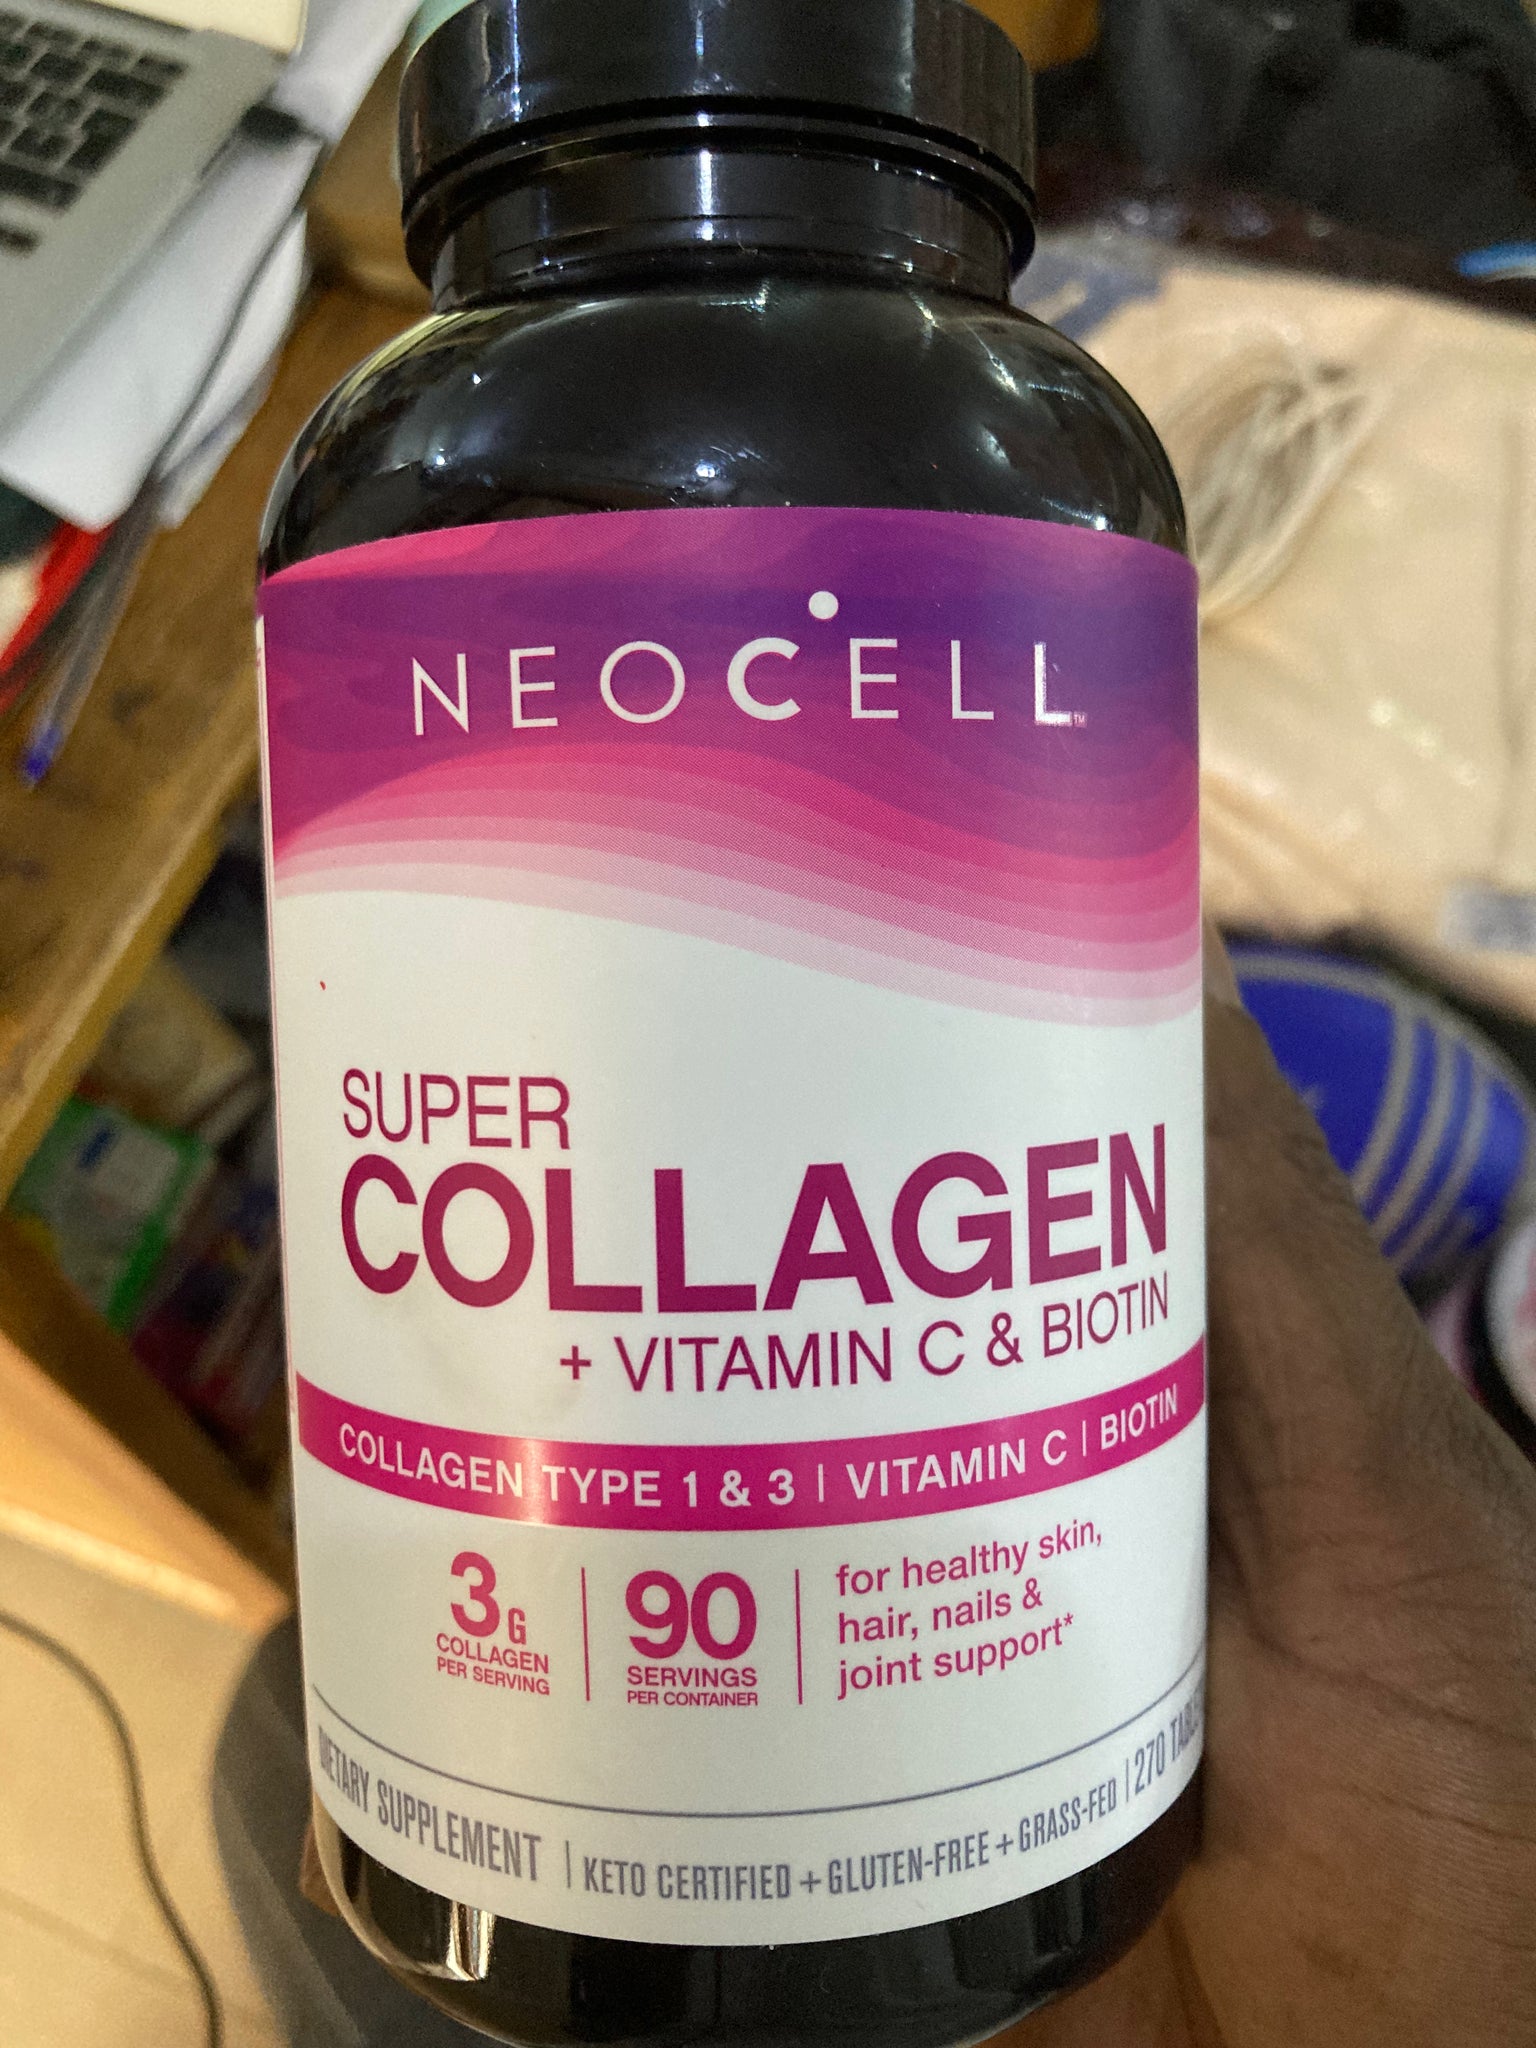 NEOCELL™
SUPER
COLLAGEN
+ VITAMIN C & BIOTIN
COLLAGEN TYPE 1 & 3 | VITAMIN C | BIOTIN
3G
COLLAGEN
PER SERVING
90
SERVINGS
PER CONTAINER
for healthy skin,
hair, nails &
joint support*
DIETARY SUPPLEMENT | KETO CERTIFIED + GLUTEN-FREE + GRASS-FED | 270